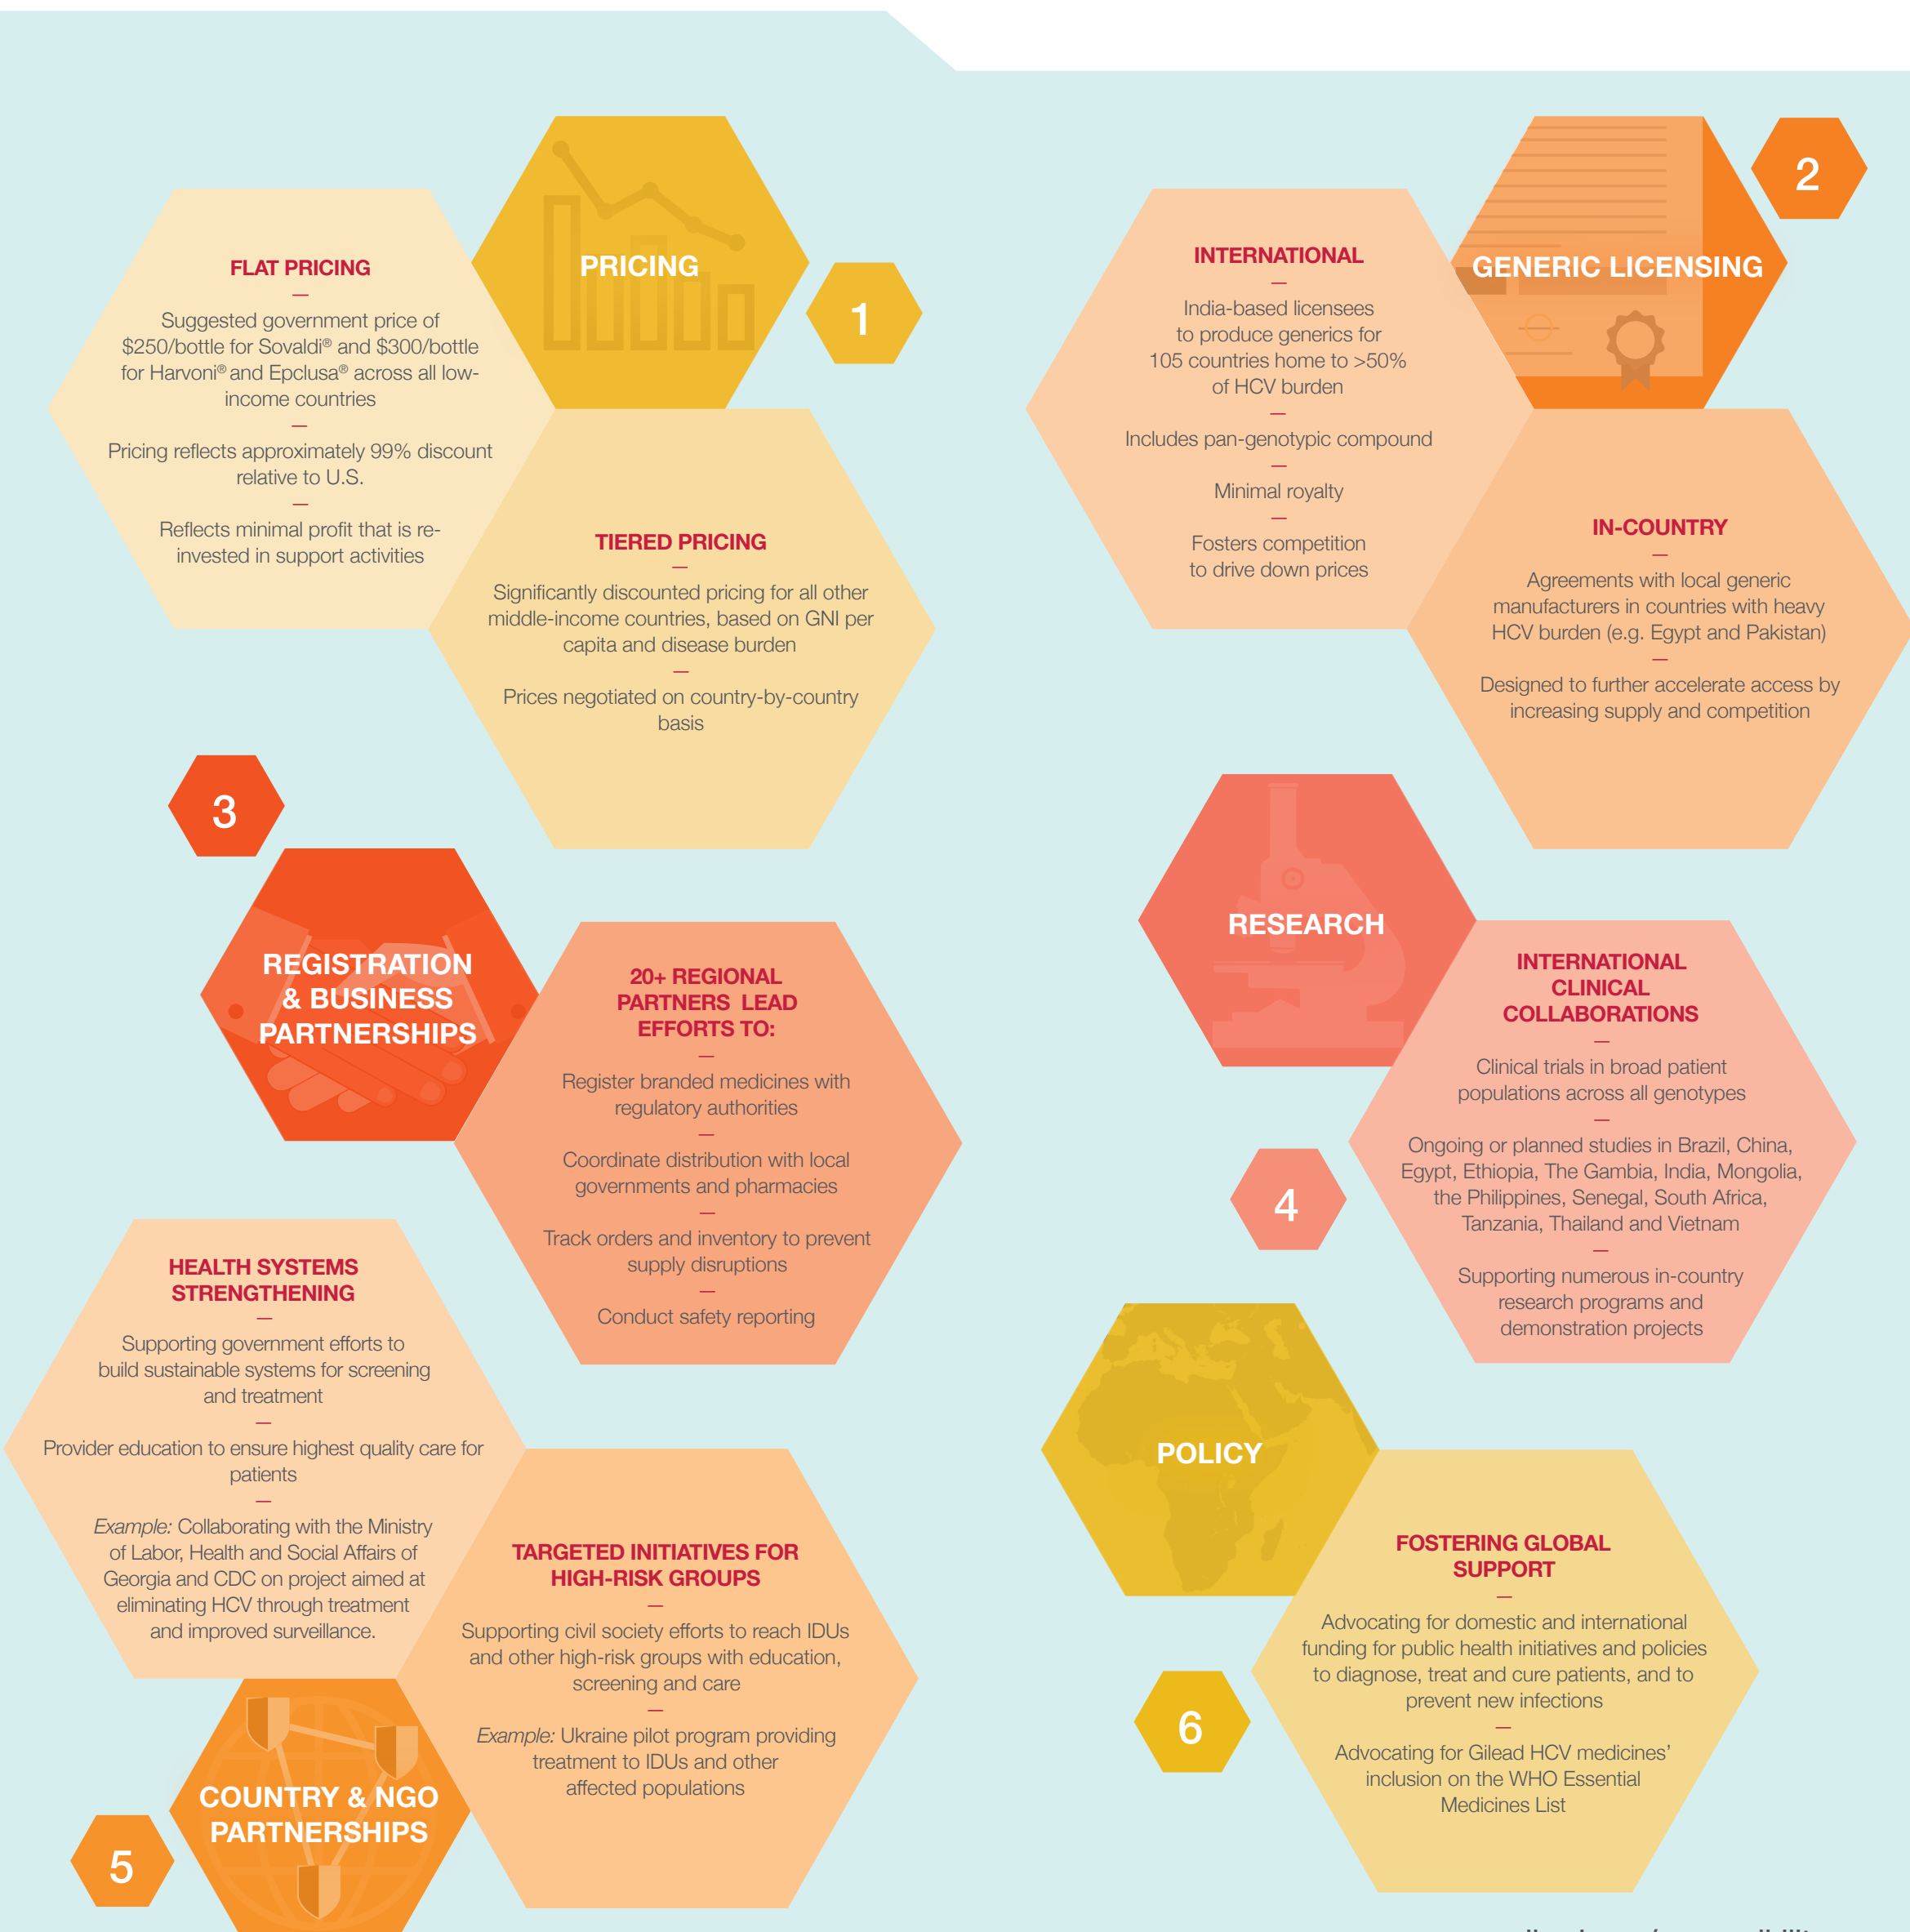 PRICING
1
FLAT PRICING
—
Suggested government price of
$250/bottle for Sovaldi® and $300/bottle
for Harvoni® and Epclusa® across all low-
income countries
—
Pricing reflects approximately 99% discount
relative to U.S.
—
Reflects minimal profit that is re-
invested in support activities
TIERED PRICING
—
Significantly discounted pricing for all other
middle-income countries, based on GNI per
capita and disease burden
—
Prices negotiated on country-by-country
basis
2
GENERIC LICENSING
INTERNATIONAL
—
India-based licensees
to produce generics for
105 countries home to >50%
of HCV burden
—
Includes pan-genotypic compound
—
Minimal royalty
—
Fosters competition
to drive down prices
IN-COUNTRY
—
Agreements with local generic
manufacturers in countries with heavy
HCV burden (e.g. Egypt and Pakistan)
—
Designed to further accelerate access by
increasing supply and competition
3
REGISTRATION
& BUSINESS
PARTNERSHIPS
20+ REGIONAL
PARTNERS LEAD
EFFORTS TO:
—
Register branded medicines with
regulatory authorities
—
Coordinate distribution with local
governments and pharmacies
—
Track orders and inventory to prevent
supply disruptions
—
Conduct safety reporting
RESEARCH
4
INTERNATIONAL
CLINICAL
COLLABORATIONS
—
Clinical trials in broad patient
populations across all genotypes
—
Ongoing or planned studies in Brazil, China,
Egypt, Ethiopia, The Gambia, India, Mongolia,
the Philippines, Senegal, South Africa,
Tanzania, Thailand and Vietnam
—
Supporting numerous in-country
research programs and
demonstration projects
HEALTH SYSTEMS
STRENGTHENING
—
Supporting government efforts to
build sustainable systems for screening
and treatment
—
Provider education to ensure highest quality care for
patients
—
Example: Collaborating with the Ministry
of Labor, Health and Social Affairs of
Georgia and CDC on project aimed at
eliminating HCV through treatment
and improved surveillance.
TARGETED INITIATIVES FOR
HIGH-RISK GROUPS
—
Supporting civil society efforts to reach IDUs
and other high-risk groups with education,
screening and care
—
Example: Ukraine pilot program providing
treatment to IDUs and other
affected populations
COUNTRY & NGO
PARTNERSHIPS
5
POLICY
6
FOSTERING GLOBAL
SUPPORT
—
Advocating for domestic and international
funding for public health initiatives and policies
to diagnose, treat and cure patients, and to
prevent new infections
—
Advocating for Gilead HCV medicines’
inclusion on the WHO Essential
Medicines List